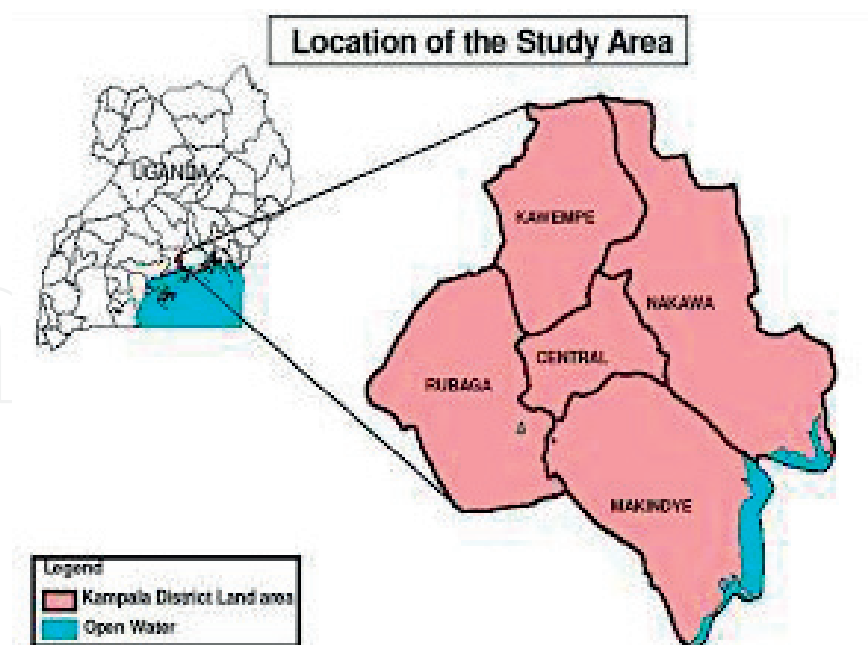 Location of the Study Area
UGANDA
KAWEMPE
NAKAWA
CENTRAL
RUBAGA
MAKINDYE
Legend
Kampala District Land area
Open Water